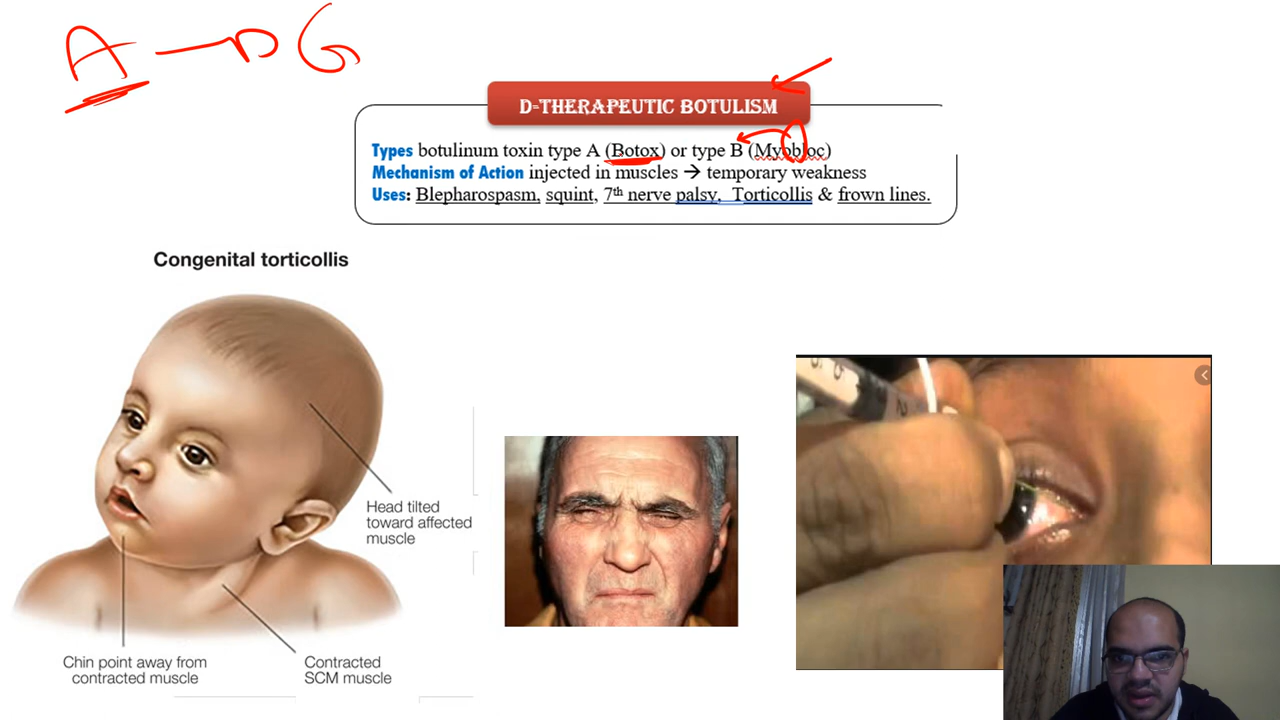 A → G
D-THERAPEUTIC BOTULISM
Types botulinum toxin type A (Botox) or type B (Myobloc)
Mechanism of Action injected in muscles → temporary weakness
Uses: Blepharospasm, squint, 7th nerve palsy, Torticollis & frown lines.
Congenital torticollis
Head tilted
toward affected
muscle
Chin point away from
contracted muscle
Contracted
SCM muscle